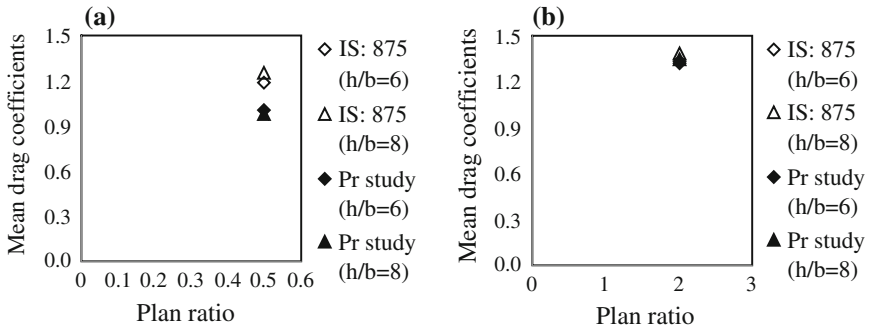 (a)
Mean drag coefficients
1.5
1.2
0.9
0.6
0.3
0.0
0 0.1 0.2 0.3 0.4 0.5 0.6
Plan ratio
IS: 875
(h/b=6)
IS: 875
(h/b=8)
Pr study
(h/b=6)
Pr study
(h/b=8)
(b)
Mean drag coefficients
1.5
1.2
0.9
0.6
0.3
0.0
0 1 2 3
Plan ratio
IS: 875
(h/b=6)
IS: 875
(h/b=8)
Pr study
(h/b=6)
Pr study
(h/b=8)